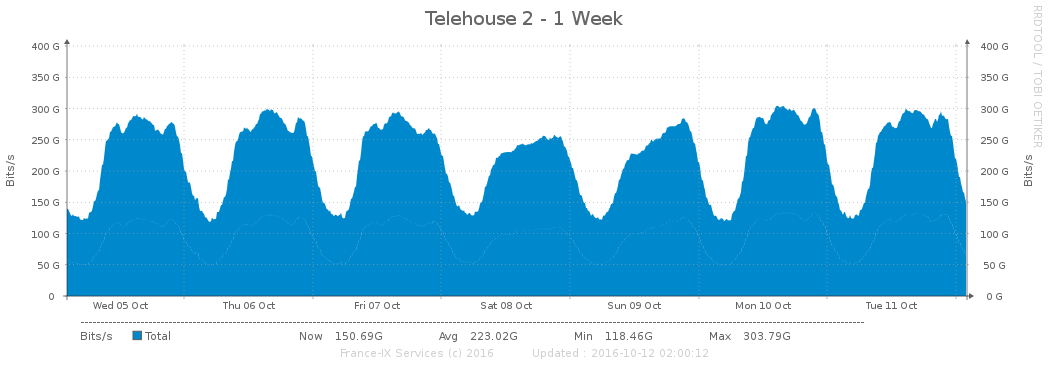 Telehouse 2 - 1 Week
RRDTOOL / TOBI OETIKER
Bits/s
400 G 400 G
350 G 350 G
300 G 300 G
250 G 250 G
200 G 200 G
150 G 150 G
100 G 100 G
50 G 50 G
0 0 G
Bits/s
Wed 05 Oct Thu 06 Oct Fri 07 Oct Sat 08 Oct Sun 09 Oct Mon 10 Oct Tue 11 Oct
Bits/s Total Now 150.69G Avg 223.02G Min 118.46G Max 303.79G
France-IX Services (c) 2016 Updated : 2016-10-12 02:00:12